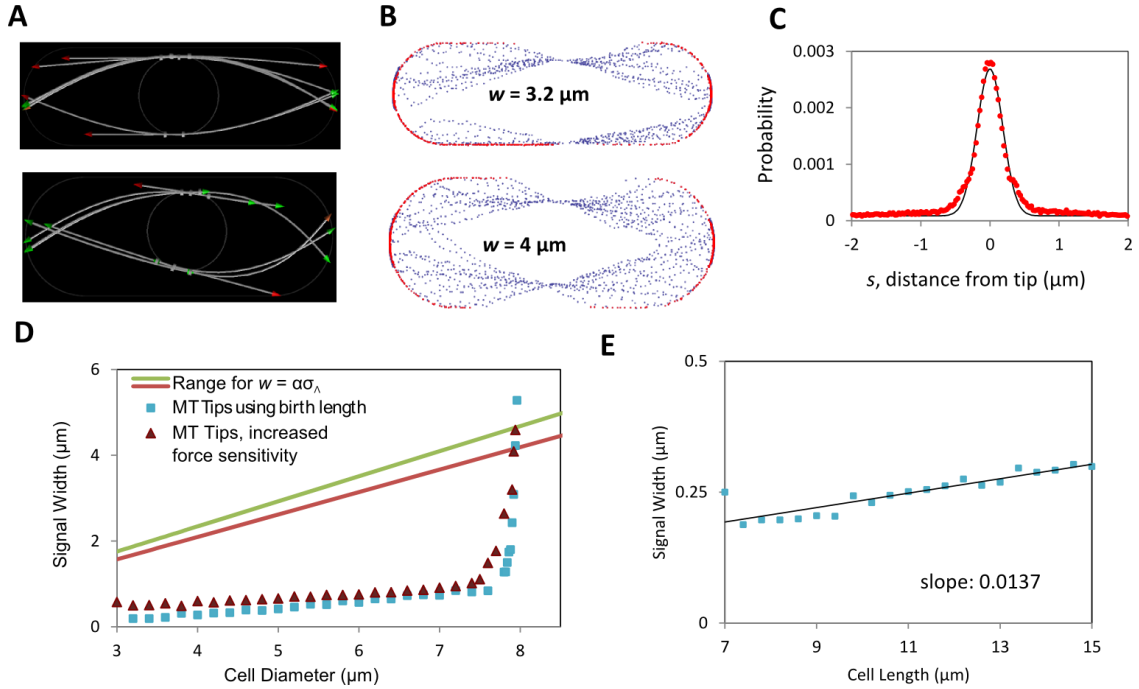 A
B
C
w = 3.2 µm
w = 4 µm
0.003
0.002
0.001
0
Probability
-2
-1
0
1
2
s, distance from tip (µm)
D
6
4
2
0
Signal Width (µm)
Range for w = ασΛ
MT Tips using birth length
MT Tips, increased
force sensitivity
3
4
5
6
7
8
Cell Diameter (µm)
E
0.5
0.25
0
Signal Width (µm)
slope: 0.0137
7
9
11
13
15
Cell Length (µm)